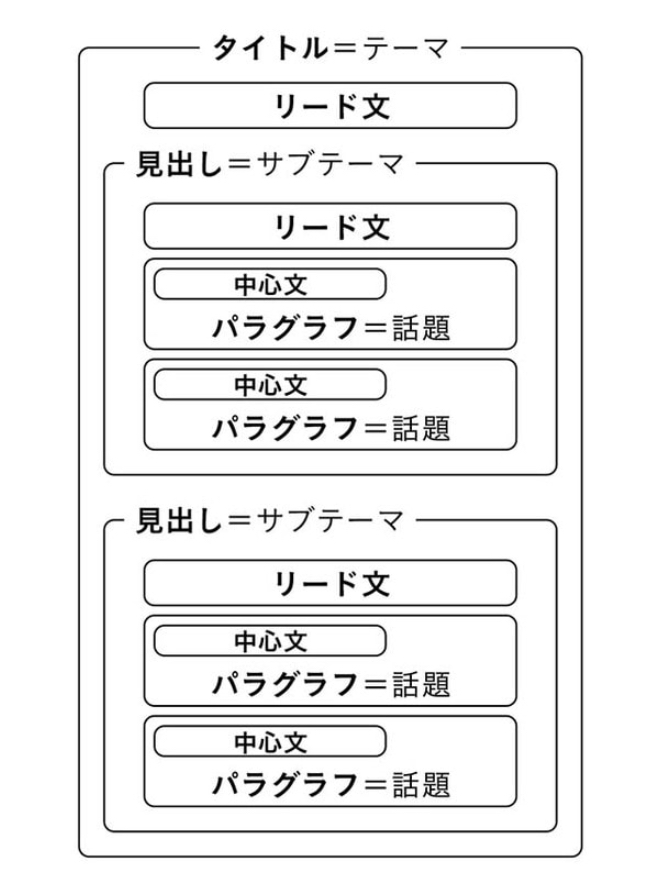 タイトル＝テーマ
リード文
見出し＝サブテーマ
リード文
中心文
パラグラフ＝話題
中心文
パラグラフ＝話題
見出し＝サブテーマ
リード文
中心文
パラグラフ＝話題
中心文
パラグラフ＝話題